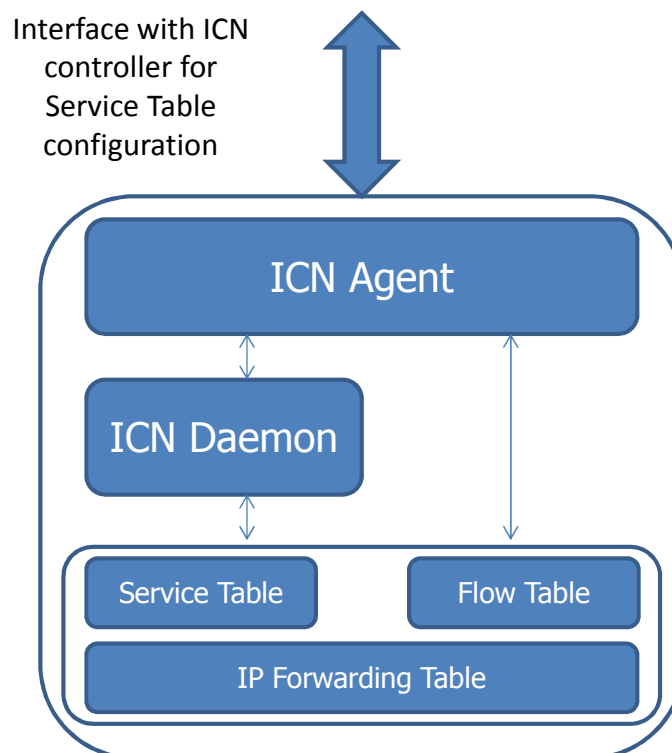 Interface with ICN
controller for
Service Table
configuration
ICN Agent
ICN Daemon
Service Table
Flow Table
IP Forwarding Table